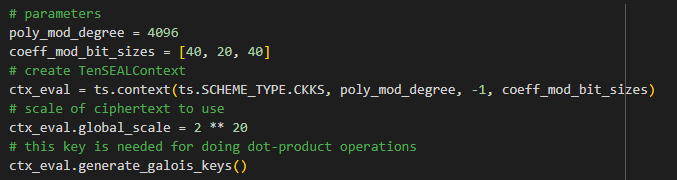 # parameters
poly_mod_degree = 4096
coeff_mod_bit_sizes = [40, 20, 40]
# create TenSEALContext
ctx_eval = ts.context(ts.SCHEME_TYPE.CKKS, poly_mod_degree, -1, coeff_mod_bit_sizes)
# scale of ciphertext to use
ctx_eval.global_scale = 2 ** 20
# this key is needed for doing dot-product operations
ctx_eval.generate_galois_keys()